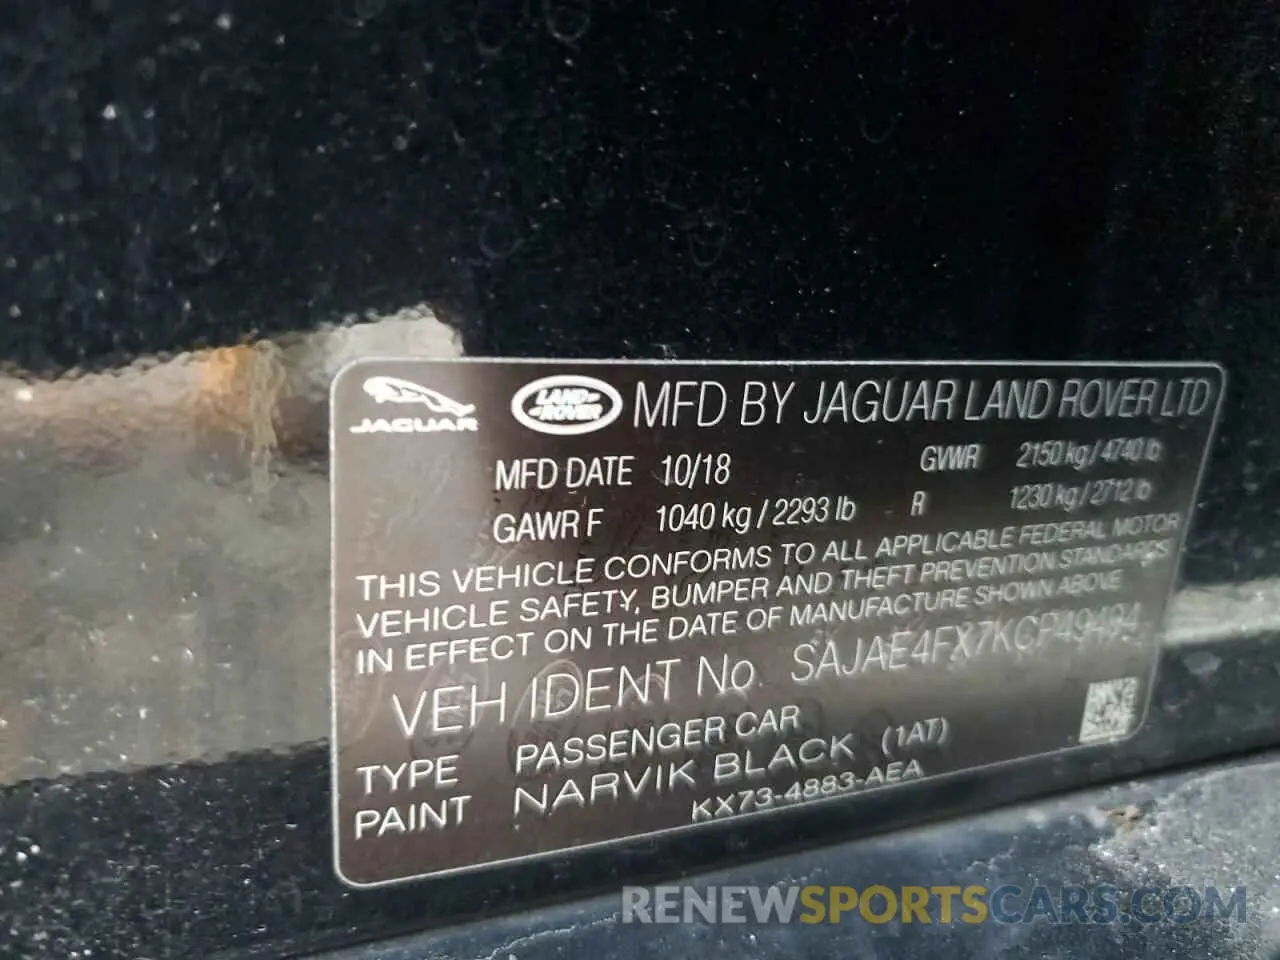 JAGUAR LAND ROVER MFD BY JAGUAR LAND ROVER LTD
MFD DATE 10/18 GVWR 2150 kg / 4740 lb
GAWR F 1040 kg / 2293 lb R 1230 kg / 2712 lb
THIS VEHICLE CONFORMS TO ALL APPLICABLE FEDERAL MOTOR
VEHICLE SAFETY, BUMPER AND THEFT PREVENTION STANDARDS
IN EFFECT ON THE DATE OF MANUFACTURE SHOWN ABOVE
VEH IDENT No. SAJAE4FX7KCP49494
TYPE PASSENGER CAR
PAINT NARVIK BLACK (1AT)
KX73-4883-AEA
RENEWSPORTSCARS.COM